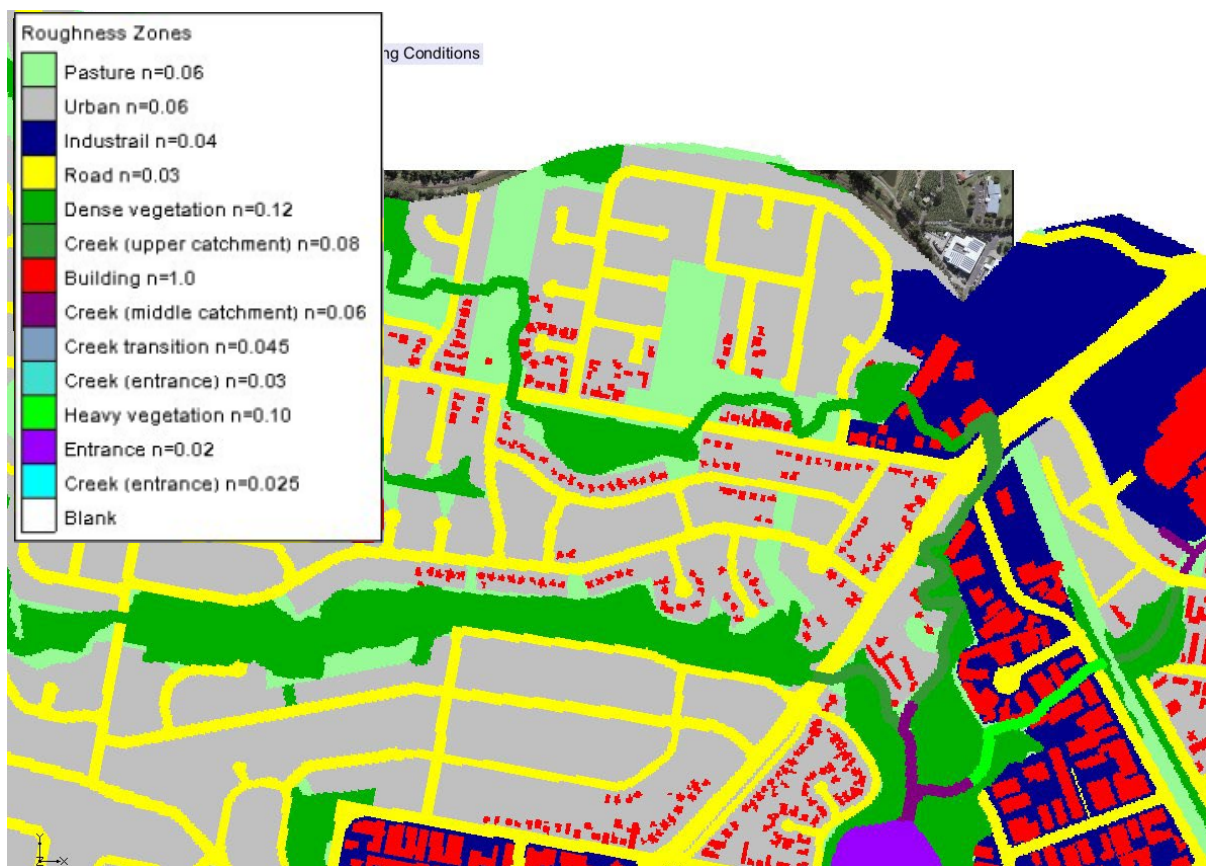 Roughness Zones
ng Conditions
Pasture n=0.06
Urban n=0.06
Industrail n=0.04
Road n=0.03
Dense vegetation n=0.12
Creek (upper catchment) n=0.08
Building n=1.0
Creek (middle catchment) n=0.06
Creek transition n=0.045
Creek (entrance) n=0.03
Heavy vegetation n=0.10
Entrance n=0.02
Creek (entrance) n=0.025
Blank
Y
X